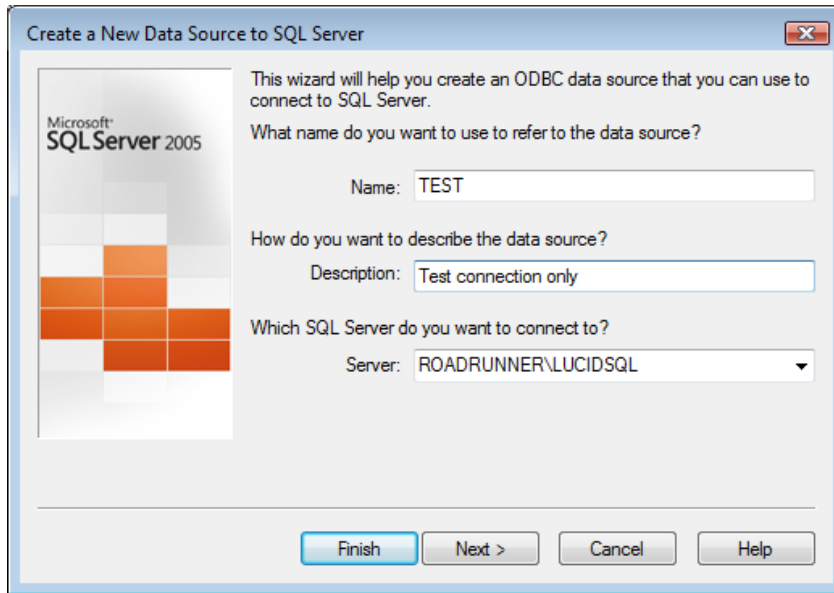 Create a New Data Source to SQL Server
Microsoft®
SQL Server 2005
This wizard will help you create an ODBC data source that you can use to
connect to SQL Server.
What name do you want to use to refer to the data source?
Name: TEST
How do you want to describe the data source?
Description: Test connection only
Which SQL Server do you want to connect to?
Server: ROADRUNNER\LUCIDSQL
Finish Next > Cancel Help